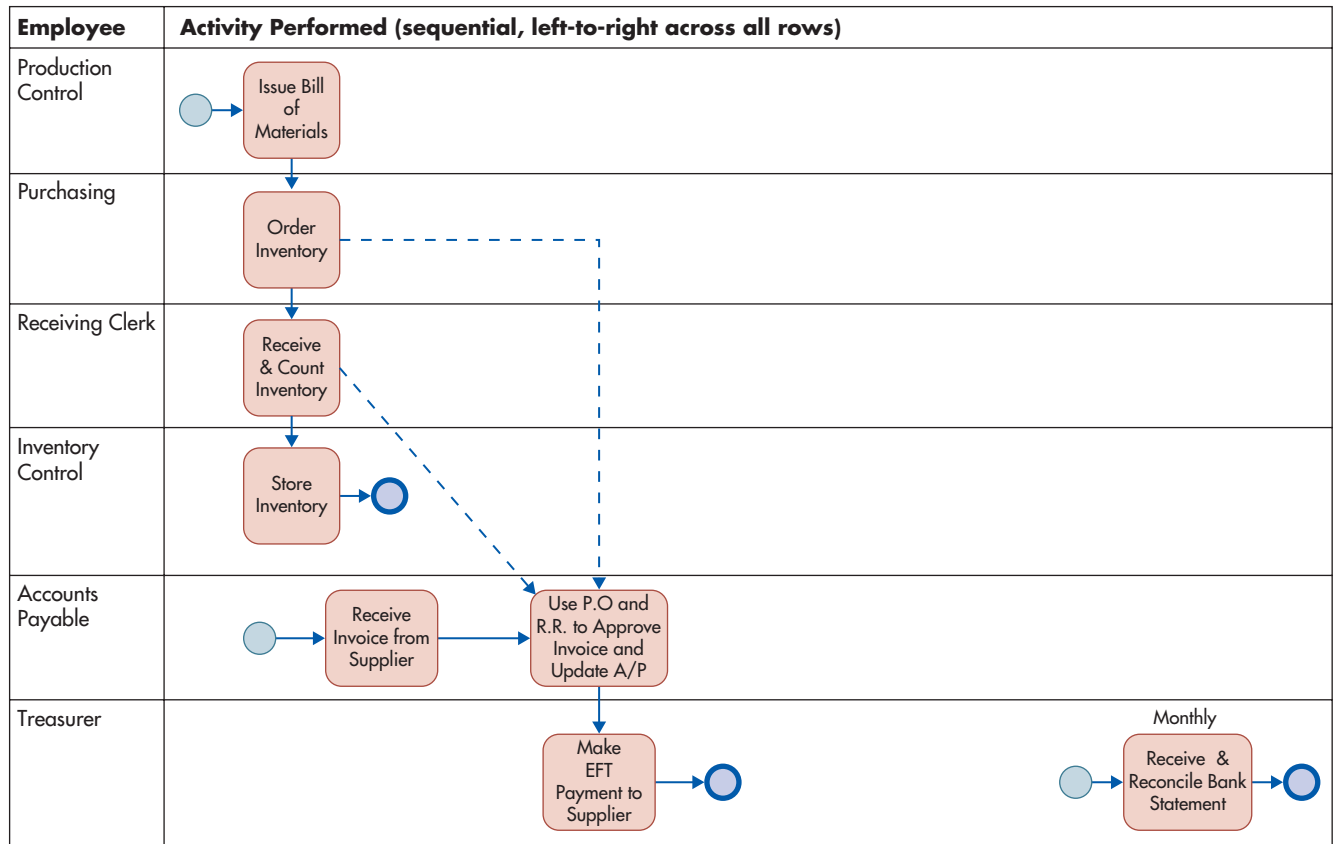 Employee
Activity Performed (sequential, left-to-right across all rows)
Production
Control
Issue Bill
of
Materials
Purchasing
Order
Inventory
Receiving Clerk
Receive
& Count
Inventory
Inventory
Control
Store
Inventory
Accounts
Payable
Receive
Invoice from
Supplier
Use P.O and
R.R. to Approve
Invoice and
Update A/P
Treasurer
Make
EFT
Payment to
Supplier
Monthly
Receive &
Reconcile Bank
Statement